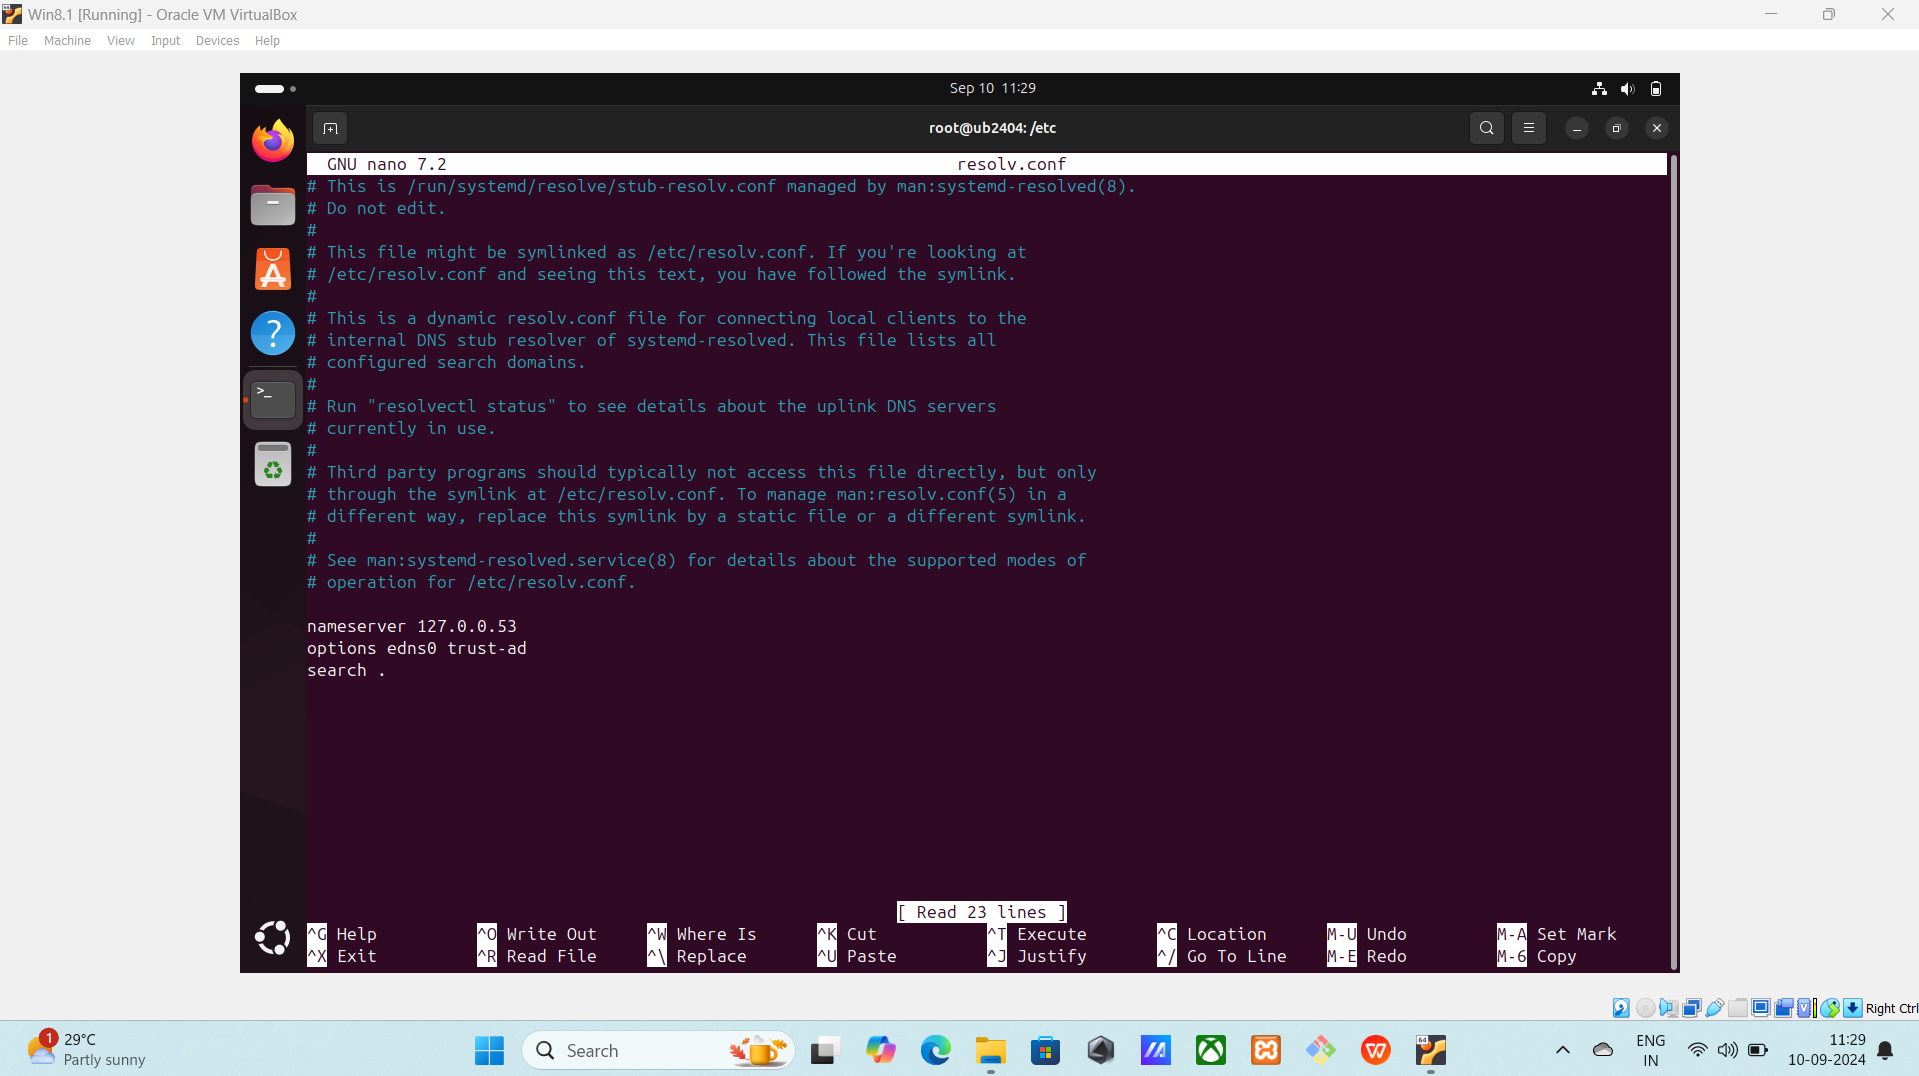 Win8.1 [Running] - Oracle VM VirtualBox
File Machine View Input Devices Help
Sep 10 11:29
root@ub2404: /etc
GNU nano 7.2 resolv.conf
# This is /run/systemd/resolve/stub-resolv.conf managed by man:systemd-resolved(8).
# Do not edit.
#
# This file might be symlinked as /etc/resolv.conf. If you're looking at
# /etc/resolv.conf and seeing this text, you have followed the symlink.
#
# This is a dynamic resolv.conf file for connecting local clients to the
# internal DNS stub resolver of systemd-resolved. This file lists all
# configured search domains.
#
# Run "resolvectl status" to see details about the uplink DNS servers
# currently in use.
#
# Third party programs should typically not access this file directly, but only
# through the symlink at /etc/resolv.conf. To manage man:resolv.conf(5) in a
# different way, replace this symlink by a static file or a different symlink.
#
# See man:systemd-resolved.service(8) for details about the supported modes of
# operation for /etc/resolv.conf.
nameserver 127.0.0.53
options edns0 trust-ad
search .
[ Read 23 lines ]
^G Help ^O Write Out ^W Where Is ^K Cut ^T Execute ^C Location M-U Undo M-A Set Mark
^X Exit ^R Read File ^\ Replace ^U Paste ^J Justify ^/ Go To Line M-E Redo M-6 Copy
Right Ctrl
1
29°C
Partly sunny
Search
64
ENG
IN
11:29
10-09-2024